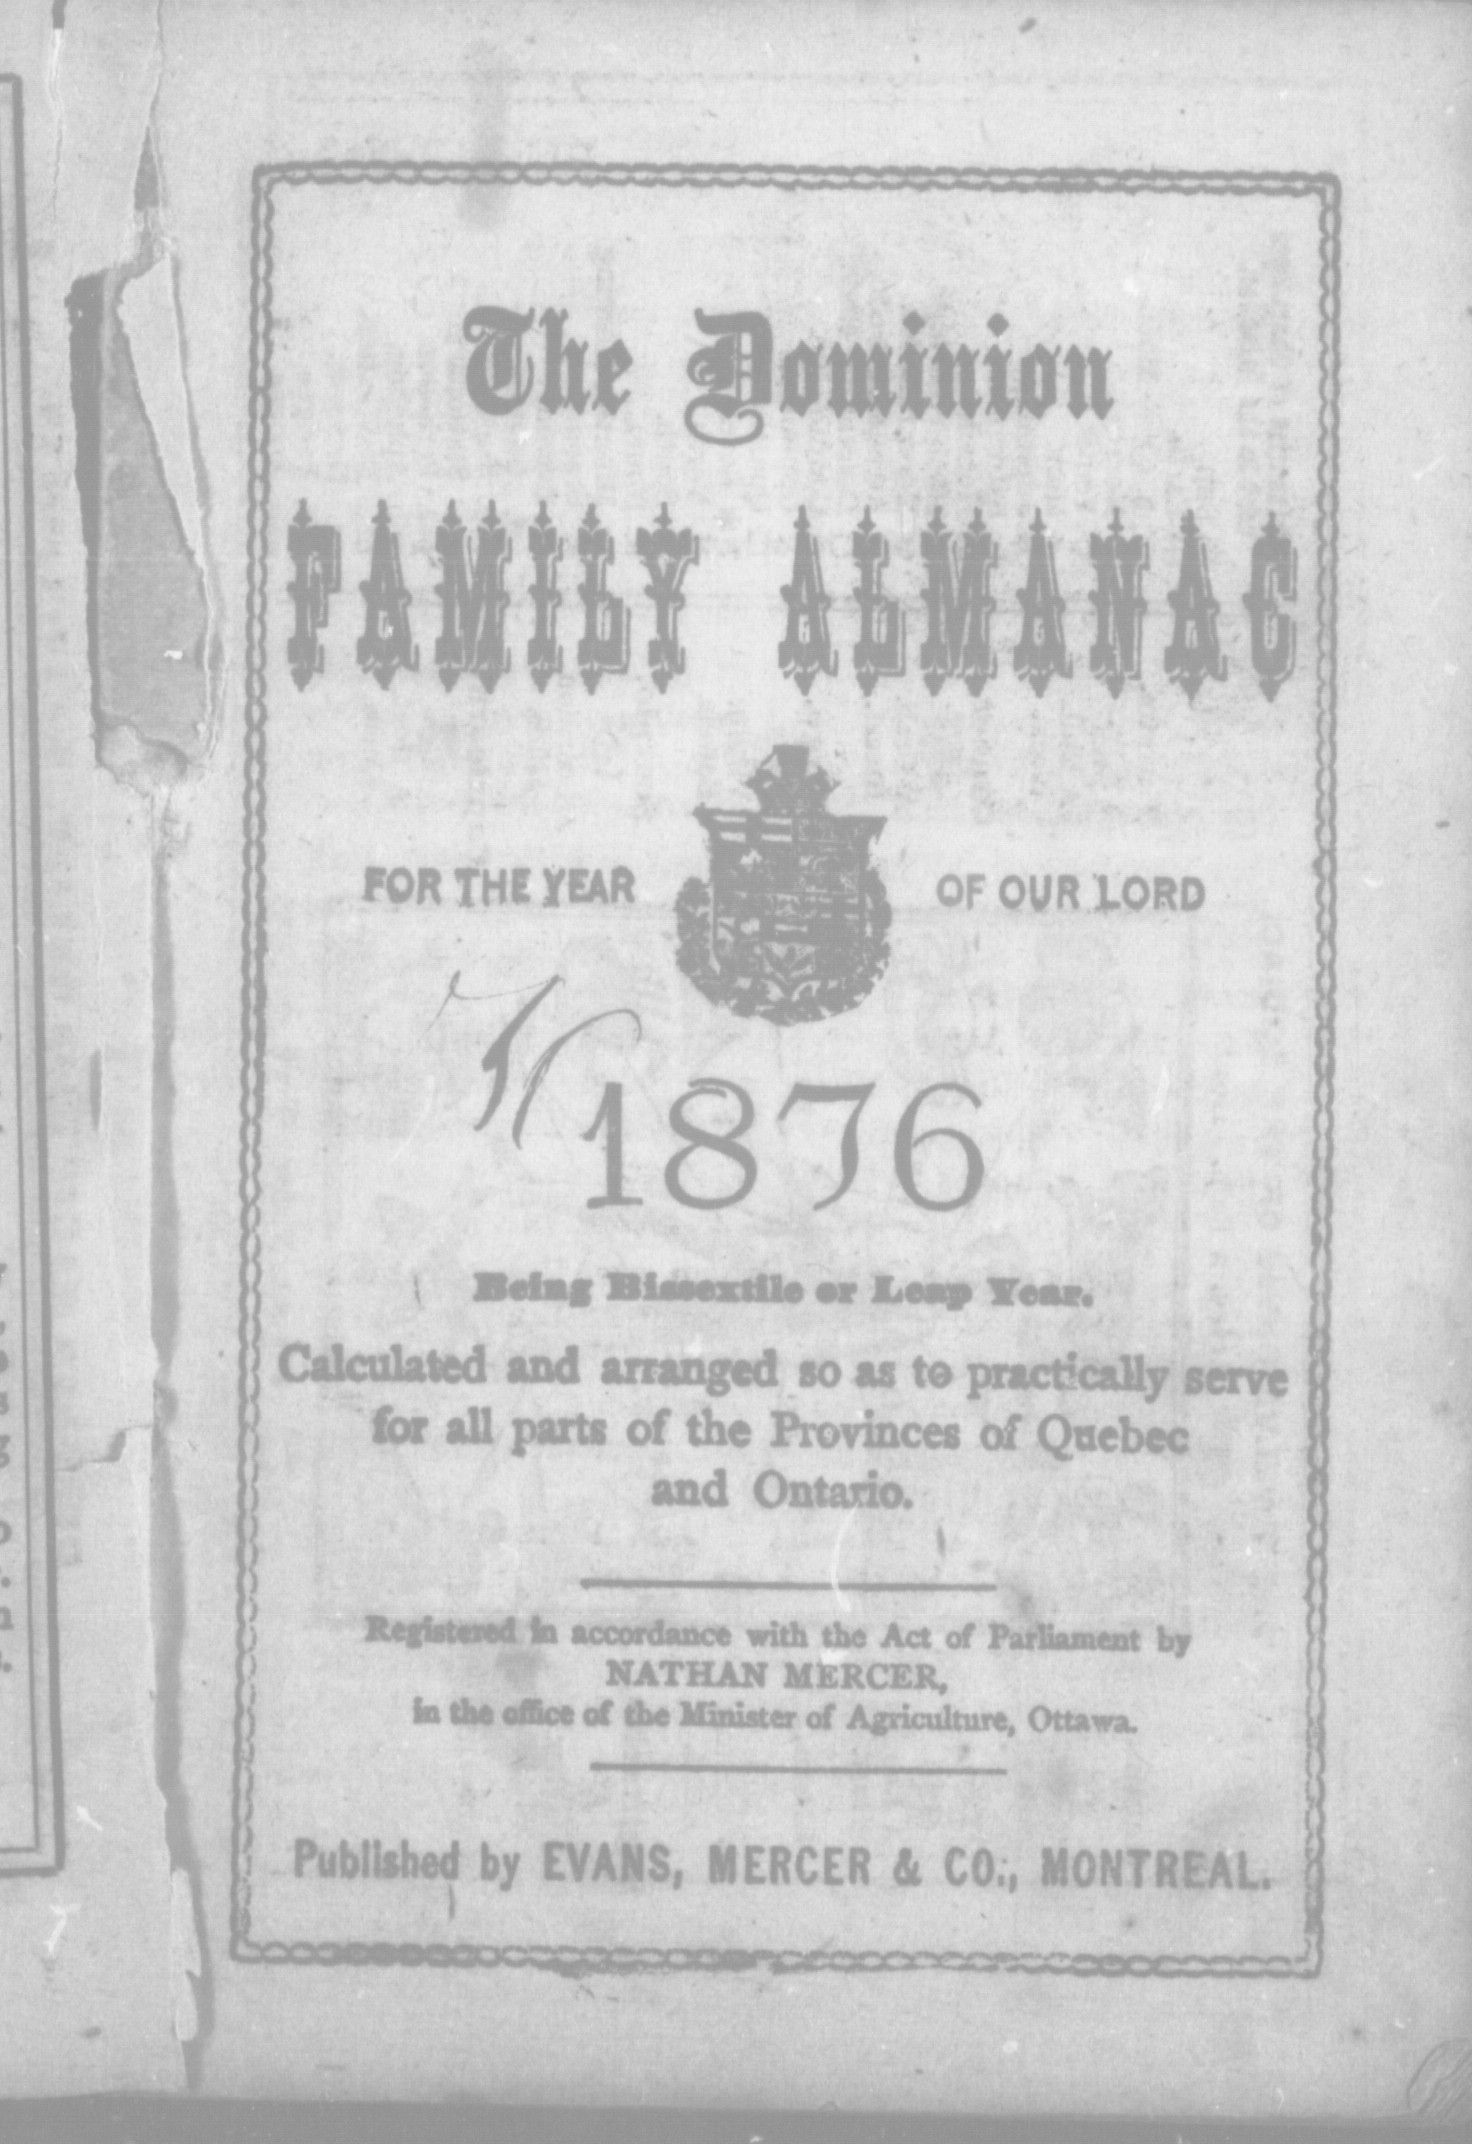 The Dominion
FAMILY ALMANAC
FOR THE YEAR OF OUR LORD
1876
Being Bissextile or Leap Year.
Calculated and arranged so as to practically serve
for all parts of the Provinces of Quebec
and Ontario.
Registered in accordance with the Act of Parliament by
NATHAN MERCER,
in the office of the Minister of Agriculture, Ottawa.
Published by EVANS, MERCER & CO., MONTREAL.